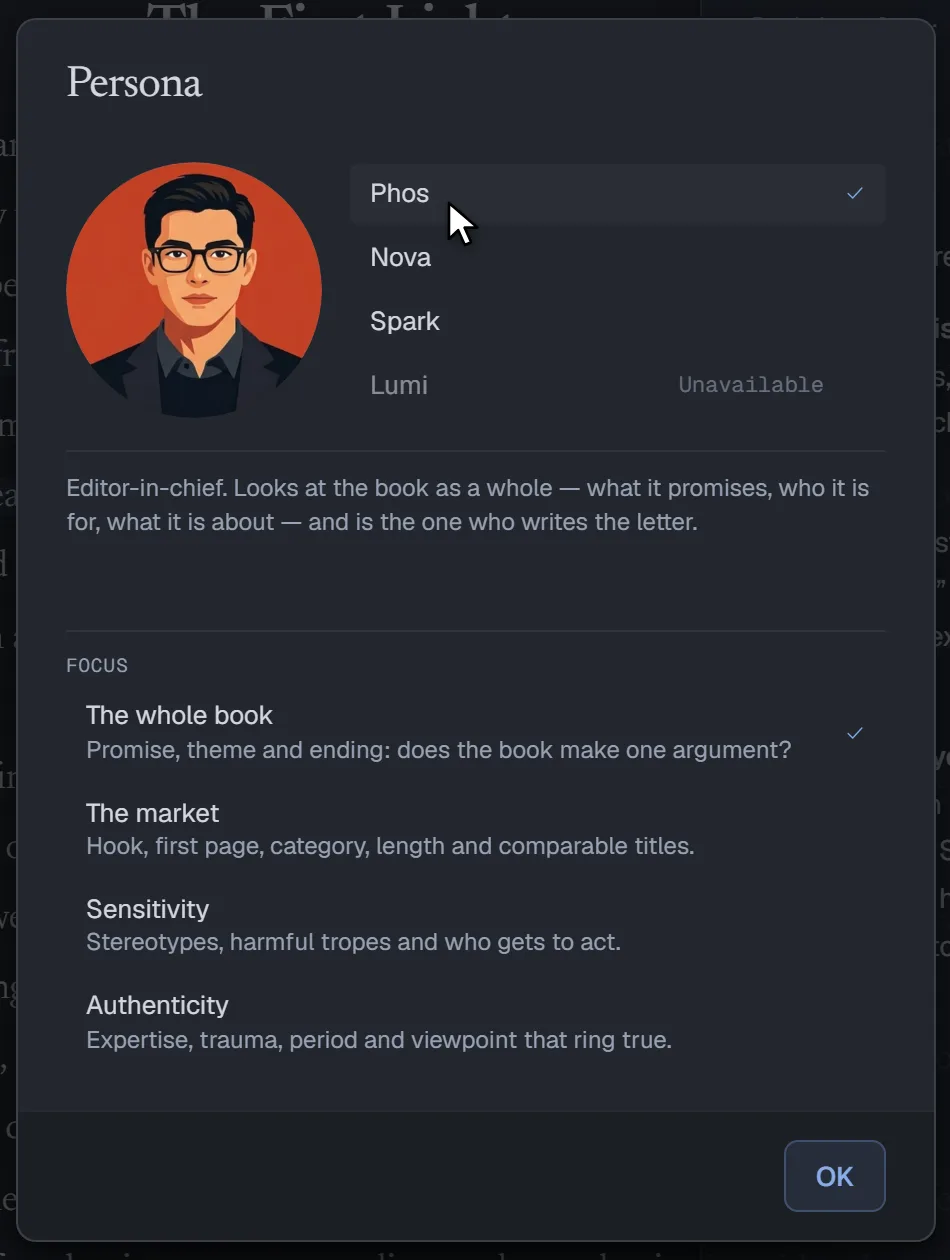 The First Light
Persona
Phos
Nova
Spark
Lumi
Unavailable
Editor-in-chief. Looks at the book as a whole — what it promises, who it is
for, what it is about — and is the one who writes the letter.
FOCUS
The whole book
Promise, theme and ending: does the book make one argument?
The market
Hook, first page, category, length and comparable titles.
Sensitivity
Stereotypes, harmful tropes and who gets to act.
Authenticity
Expertise, trauma, period and viewpoint that ring true.
OK